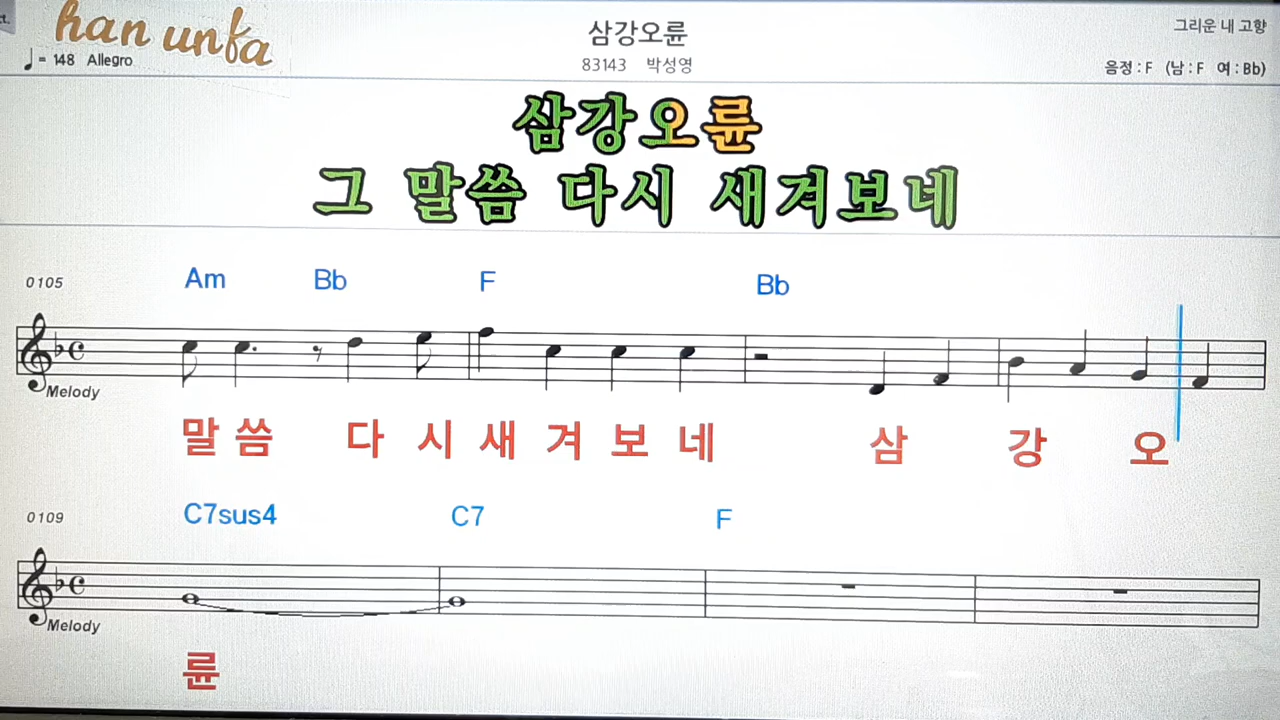 ct.
han unfa
삼강오륜
그리운 내 고향
♩= 148 Allegro
83143 박성영
음정 : F (남 : F 여 : Bb)
삼강오륜
그 말씀 다시 새겨보네
0105 Am Bb F Bb
Melody
말 씀 다 시 새 겨 보 네 삼 강 오
0109 C7sus4 C7 F
Melody
륜